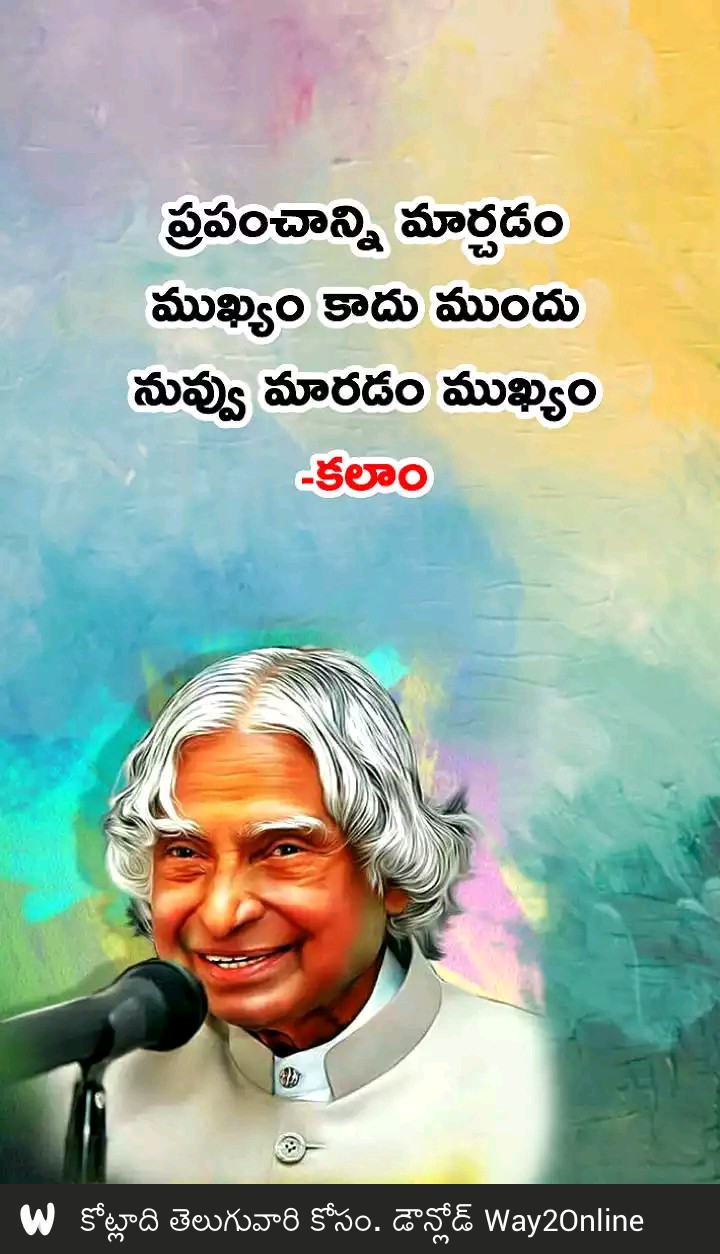 ప్రపంచాన్ని మార్చడం
ముఖ్యం కాదు ముందు
నువ్వు మారడం ముఖ్యం
-కలాం
W కోట్లాది తెలుగువారి కోసం. డౌన్లోడ్ Way2Online